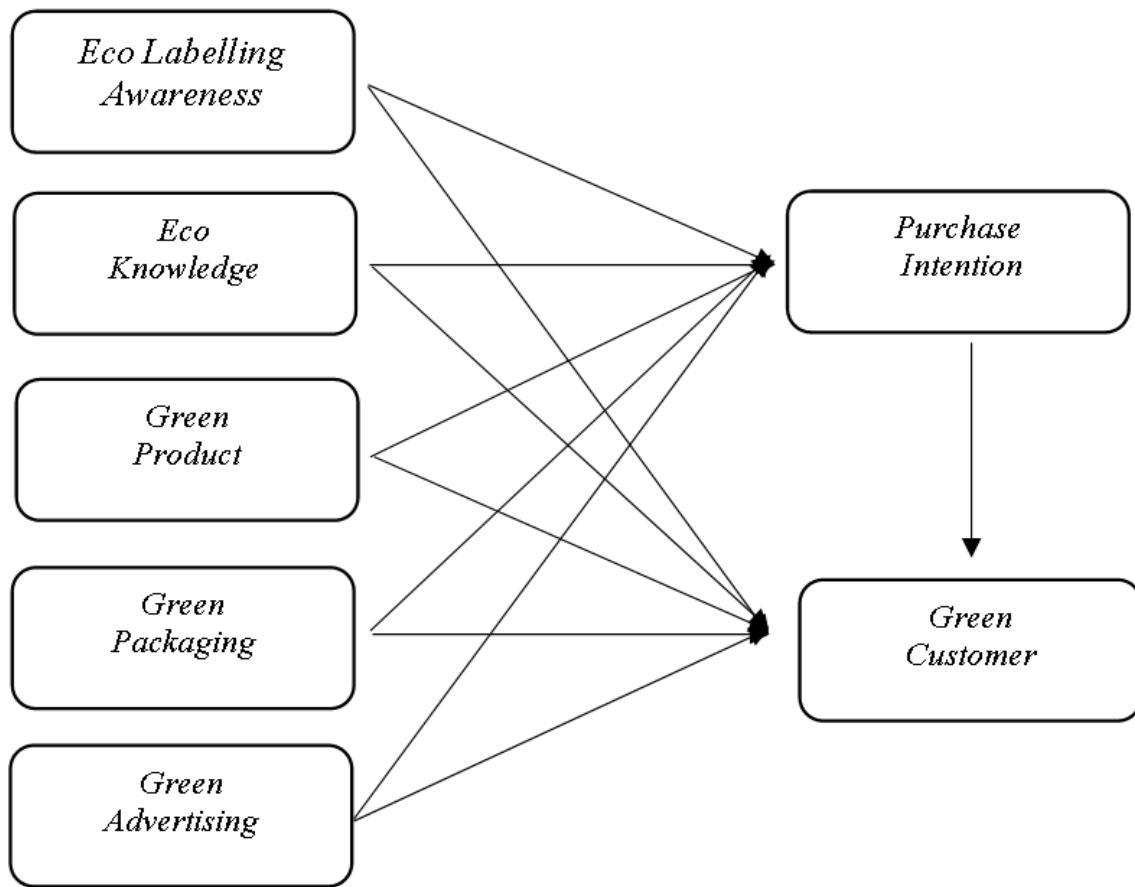 Eco Labelling
Awareness
Eco
Knowledge
Green
Product
Green
Packaging
Green
Advertising
Purchase
Intention
Green
Customer